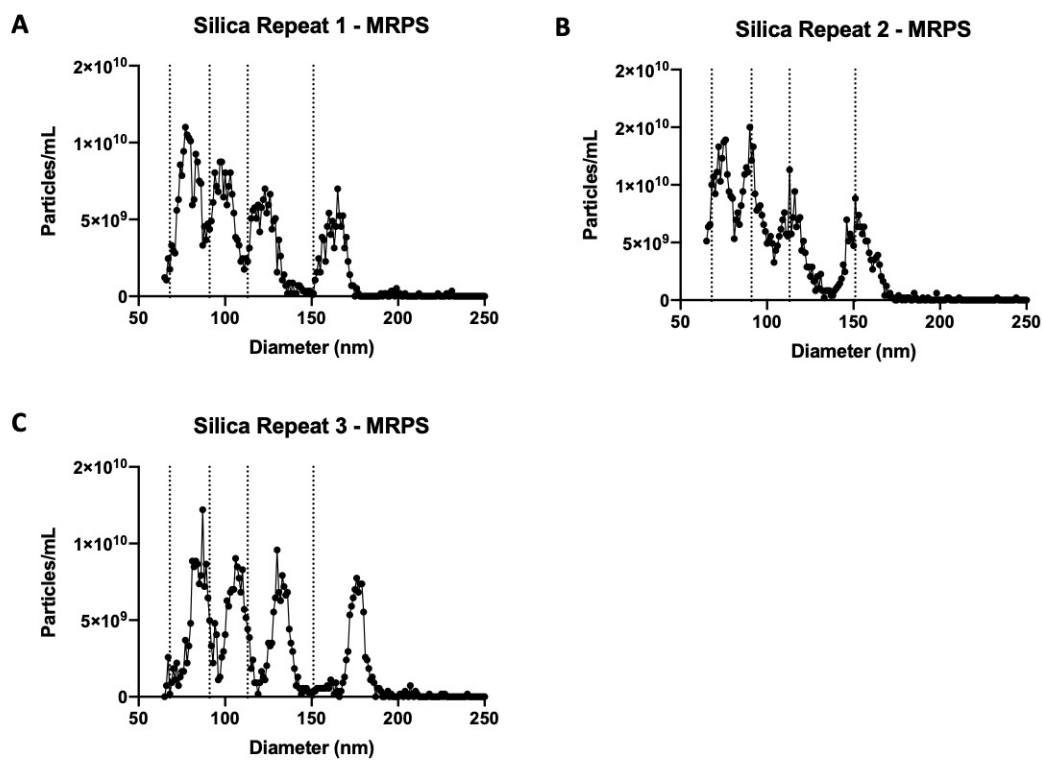 A
Silica Repeat 1 - MRPS
Particles/mL
2×10¹⁰
1×10¹⁰
5×10⁹
0
50 100 150 200 250
Diameter (nm)
B
Silica Repeat 2 - MRPS
Particles/mL
2×10¹⁰
2×10¹⁰
1×10¹⁰
5×10⁹
0
50 100 150 200 250
Diameter (nm)
C
Silica Repeat 3 - MRPS
Particles/mL
2×10¹⁰
1×10¹⁰
5×10⁹
0
50 100 150 200 250
Diameter (nm)